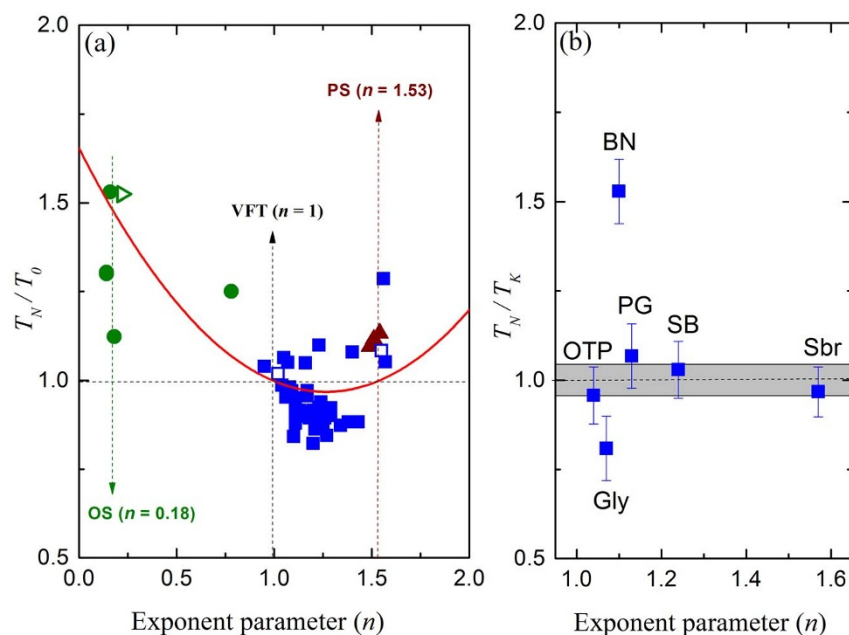 (a)
2.0
1.5
1.0
0.5
T_N / T_0
PS (n = 1.53)
VFT (n = 1)
OS (n = 0.18)
0.0 0.5 1.0 1.5 2.0
Exponent parameter (n)
(b)
2.0
1.5
1.0
0.5
T_N / T_K
BN
PG
SB
OTP
Sbr
Gly
1.0 1.2 1.4 1.6
Exponent parameter (n)